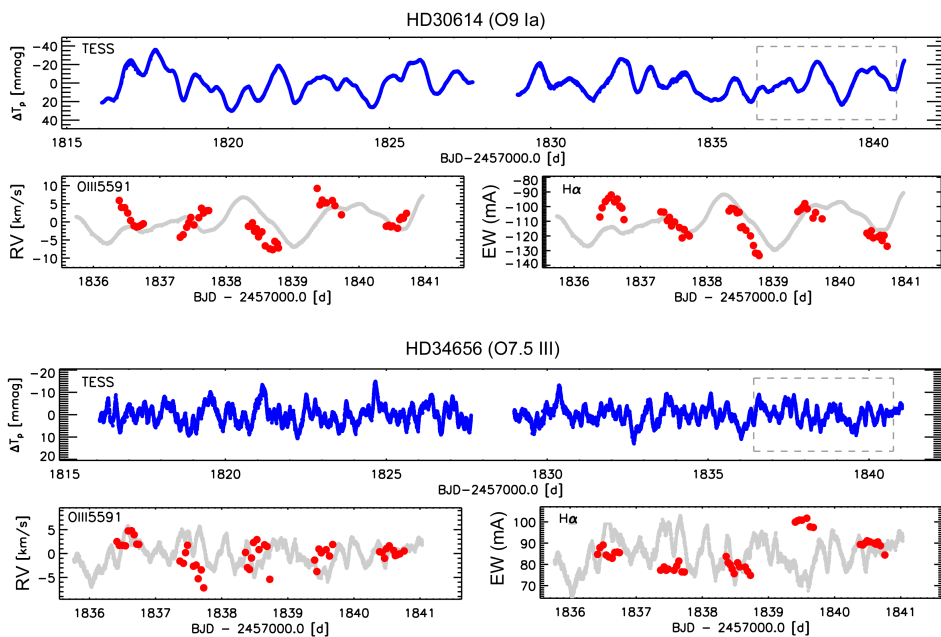 HD30614 (O9 Ia)
TESS
ΔTp [mmag]
-40
-20
0
20
40
1815 1820 1825 1830 1835 1840
BJD-2457000.0 [d]
OIII5591
RV [km/s]
10
5
0
-5
-10
1836 1837 1838 1839 1840 1841
BJD - 2457000.0 [d]
Hα
EW (mA)
-80
-90
-100
-110
-120
-130
-140
1836 1837 1838 1839 1840 1841
BJD - 2457000.0 [d]
HD34656 (O7.5 III)
TESS
ΔTp [mmag]
-20
-10
0
10
20
1815 1820 1825 1830 1835 1840
BJD-2457000.0 [d]
OIII5591
RV [km/s]
5
0
-5
1836 1837 1838 1839 1840 1841
BJD - 2457000.0 [d]
Hα
EW (mA)
100
90
80
70
1836 1837 1838 1839 1840 1841
BJD - 2457000.0 [d]